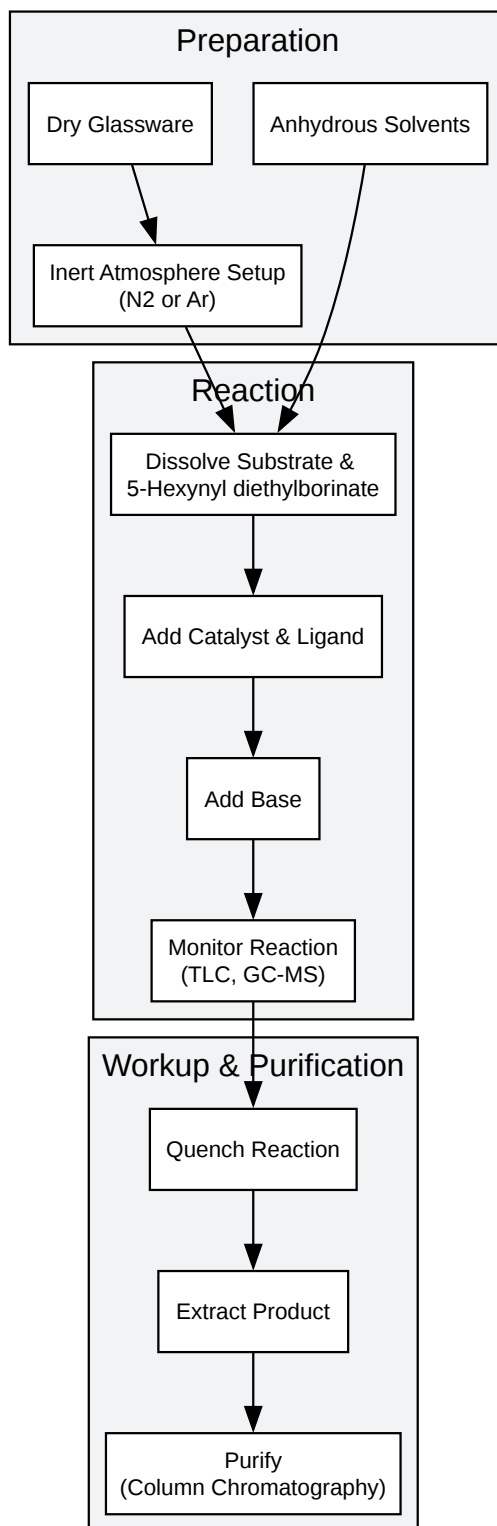 Preparation
Dry Glassware
Anhydrous Solvents
Inert Atmosphere Setup
(N2 or Ar)
Reaction
Dissolve Substrate &
5-Hexynyl diethylborinate
Add Catalyst & Ligand
Add Base
Monitor Reaction
(TLC, GC-MS)
Workup & Purification
Quench Reaction
Extract Product
Purify
(Column Chromatography)